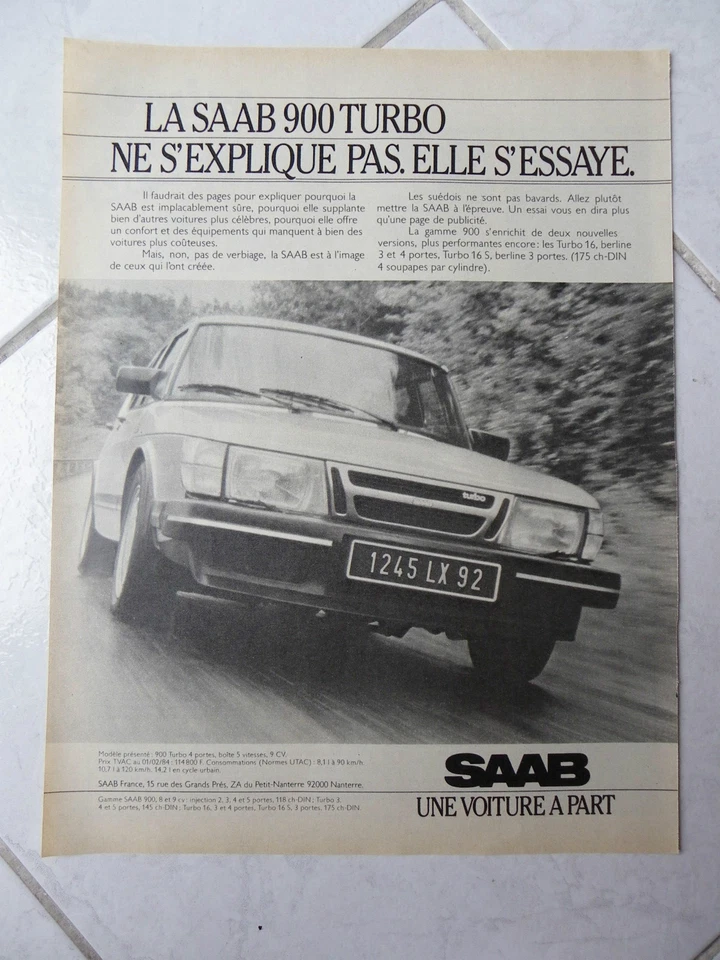 LA SAAB 900 TURBO
NE S'EXPLIQUE PAS. ELLE S'ESSAYE.
Il faudrait des pages pour expliquer pourquoi la
SAAB est implacablement sûre, pourquoi elle supplante
bien d'autres voitures plus célèbres, pourquoi elle offre
un confort et des équipements qui manquent à bien des
voitures plus coûteuses.
Mais, non, pas de verbiage, la SAAB est à l'image
de ceux qui l'ont créée.
Les suédois ne sont pas bavards. Allez plutôt
mettre la SAAB à l'épreuve. Un essai vous en dira plus
qu'une page de publicité.
La gamme 900 s'enrichit de deux nouvelles
versions, plus performantes encore: les Turbo 16, berline
3 et 4 portes, Turbo 16 S, berline 3 portes. (175 ch-DIN
4 soupapes par cylindre).
turbo
1245 LX 92
Modèle présenté: 900 Turbo 4 portes, boîte 5 vitesses, 9 CV.
Prix TVAC au 01/02/84: 114800 F. Consommations (Normes UTAC): 8,1 l à 90 km/h
10,7 l à 120 km/h, 14,2 l en cycle urbain.
SAAB France, 15 rue des Grands Prés, ZA du Petit-Nanterre 92000 Nanterre.
Gamme SAAB 900, 8 et 9 cv: injection 2, 3, 4 et 5 portes, 118 ch-DIN; Turbo 3,
4 et 5 portes, 145 ch-DIN; Turbo 16, 3 et 4 portes, Turbo 16 S, 3 portes, 175 ch-DIN.
SAAB
UNE VOITURE A PART